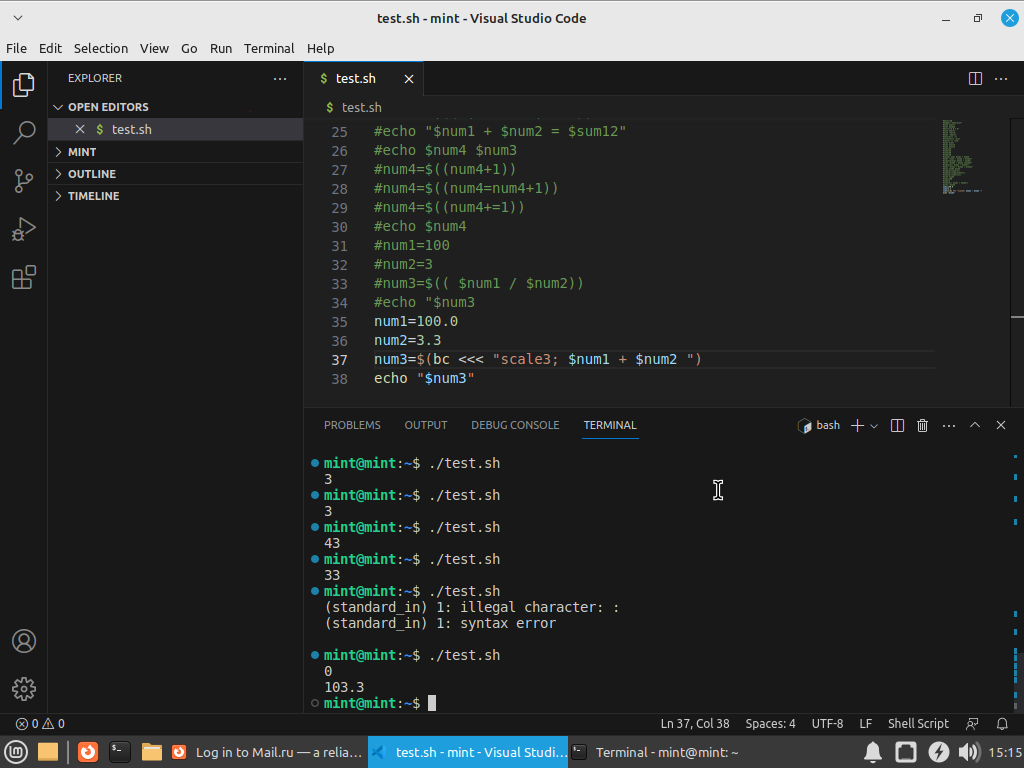 test.sh - mint - Visual Studio Code
File Edit Selection View Go Run Terminal Help
EXPLORER
OPEN EDITORS
$ test.sh
MINT
OUTLINE
TIMELINE
$ test.sh
$ test.sh
25 #echo "$num1 + $num2 = $sum12"
26 #echo $num4 $num3
27 #num4=$((num4+1))
28 #num4=$((num4=num4+1))
29 #num4=$((num4+=1))
30 #echo $num4
31 #num1=100
32 #num2=3
33 #num3=$(( $num1 / $num2))
34 #echo "$num3
35 num1=100.0
36 num2=3.3
37 num3=$(bc <<< "scale3; $num1 + $num2 ")
38 echo "$num3"
PROBLEMS OUTPUT DEBUG CONSOLE TERMINAL
bash
mint@mint:~$ ./test.sh
3
mint@mint:~$ ./test.sh
3
mint@mint:~$ ./test.sh
43
mint@mint:~$ ./test.sh
33
mint@mint:~$ ./test.sh
(standard_in) 1: illegal character: :
(standard_in) 1: syntax error
mint@mint:~$ ./test.sh
0
103.3
mint@mint:~$
0 0 Ln 37, Col 38 Spaces: 4 UTF-8 LF Shell Script
Log in to Mail.ru — a relia... test.sh - mint - Visual Studi... Terminal - mint@mint: ~ 15:15